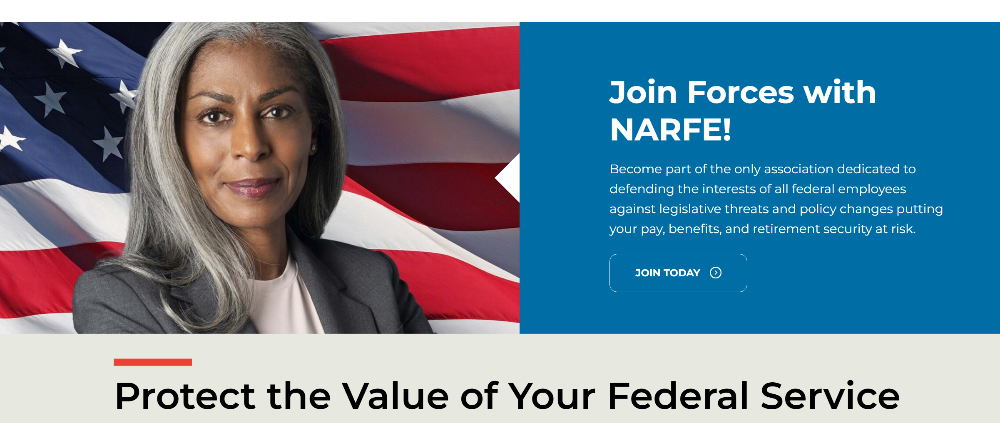 Join Forces with
NARFE!
Become part of the only association dedicated to
defending the interests of all federal employees
against legislative threats and policy changes putting
your pay, benefits, and retirement security at risk.
JOIN TODAY
Protect the Value of Your Federal Service